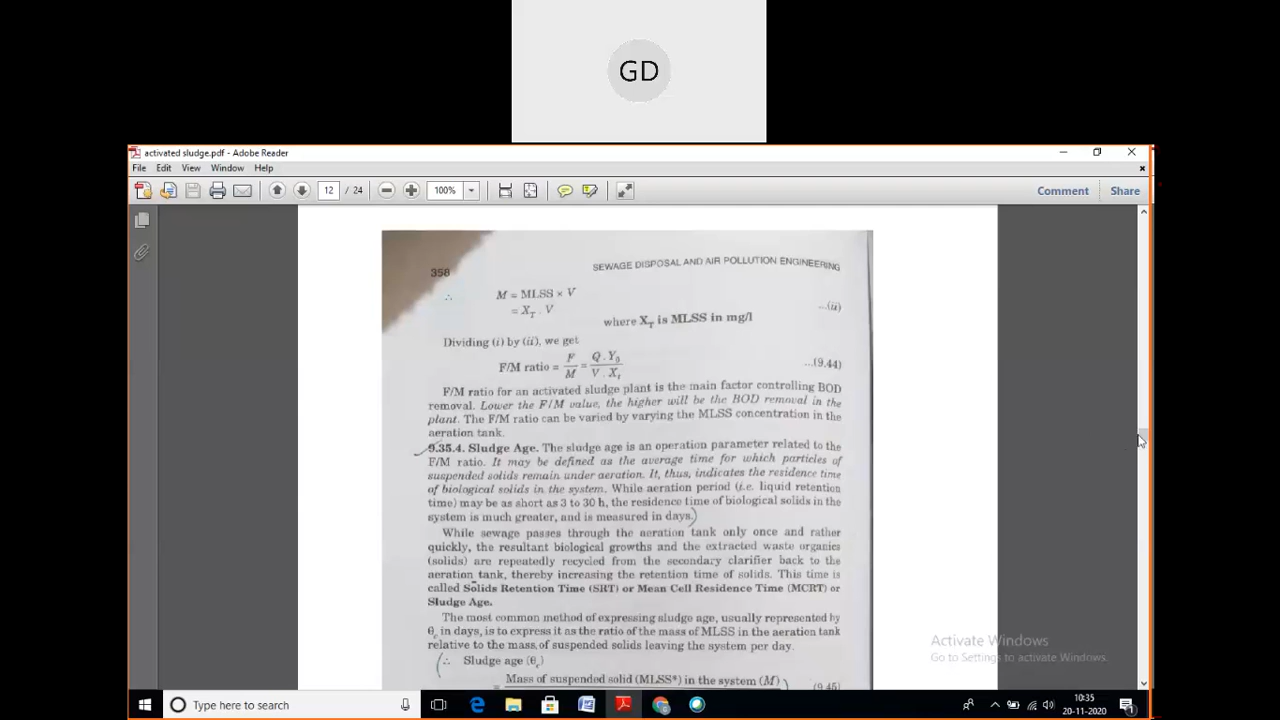 GD
activated sludge.pdf - Adobe Reader
File Edit View Window Help
12 / 24 100% Comment Share
358 SEWAGE DISPOSAL AND AIR POLLUTION ENGINEERING
∴ M = MLSS × V
= X_T . V ...(ii)
where X_T is MLSS in mg/l
Dividing (i) by (ii), we get
F/M ratio = F/M = Q . Y_0 / V . X_t ...(9.44)
F/M ratio for an activated sludge plant is the main factor controlling BOD
removal. Lower the F/M value, the higher will be the BOD removal in the
plant. The F/M ratio can be varied by varying the MLSS concentration in the
aeration tank.
9.35.4. Sludge Age. The sludge age is an operation parameter related to the
F/M ratio. It may be defined as the average time for which particles of
suspended solids remain under aeration. It, thus, indicates the residence time
of biological solids in the system. While aeration period (i.e. liquid retention
time) may be as short as 3 to 30 h, the residence time of biological solids in the
system is much greater, and is measured in days.)
While sewage passes through the aeration tank only once and rather
quickly, the resultant biological growths and the extracted waste organics
(solids) are repeatedly recycled from the secondary clarifier back to the
aeration tank, thereby increasing the retention time of solids. This time is
called Solids Retention Time (SRT) or Mean Cell Residence Time (MCRT) or
Sludge Age.
The most common method of expressing sludge age, usually represented by
θ_c in days, is to express it as the ratio of the mass of MLSS in the aeration tank
relative to the mass of suspended solids leaving the system per day.
(∴ Sludge age (θ_c)
= Mass of suspended solid (MLSS*) in the system (M) ...(9.45)
Activate Windows
Go to Settings to activate Windows.
Type here to search
10:35
20-11-2020